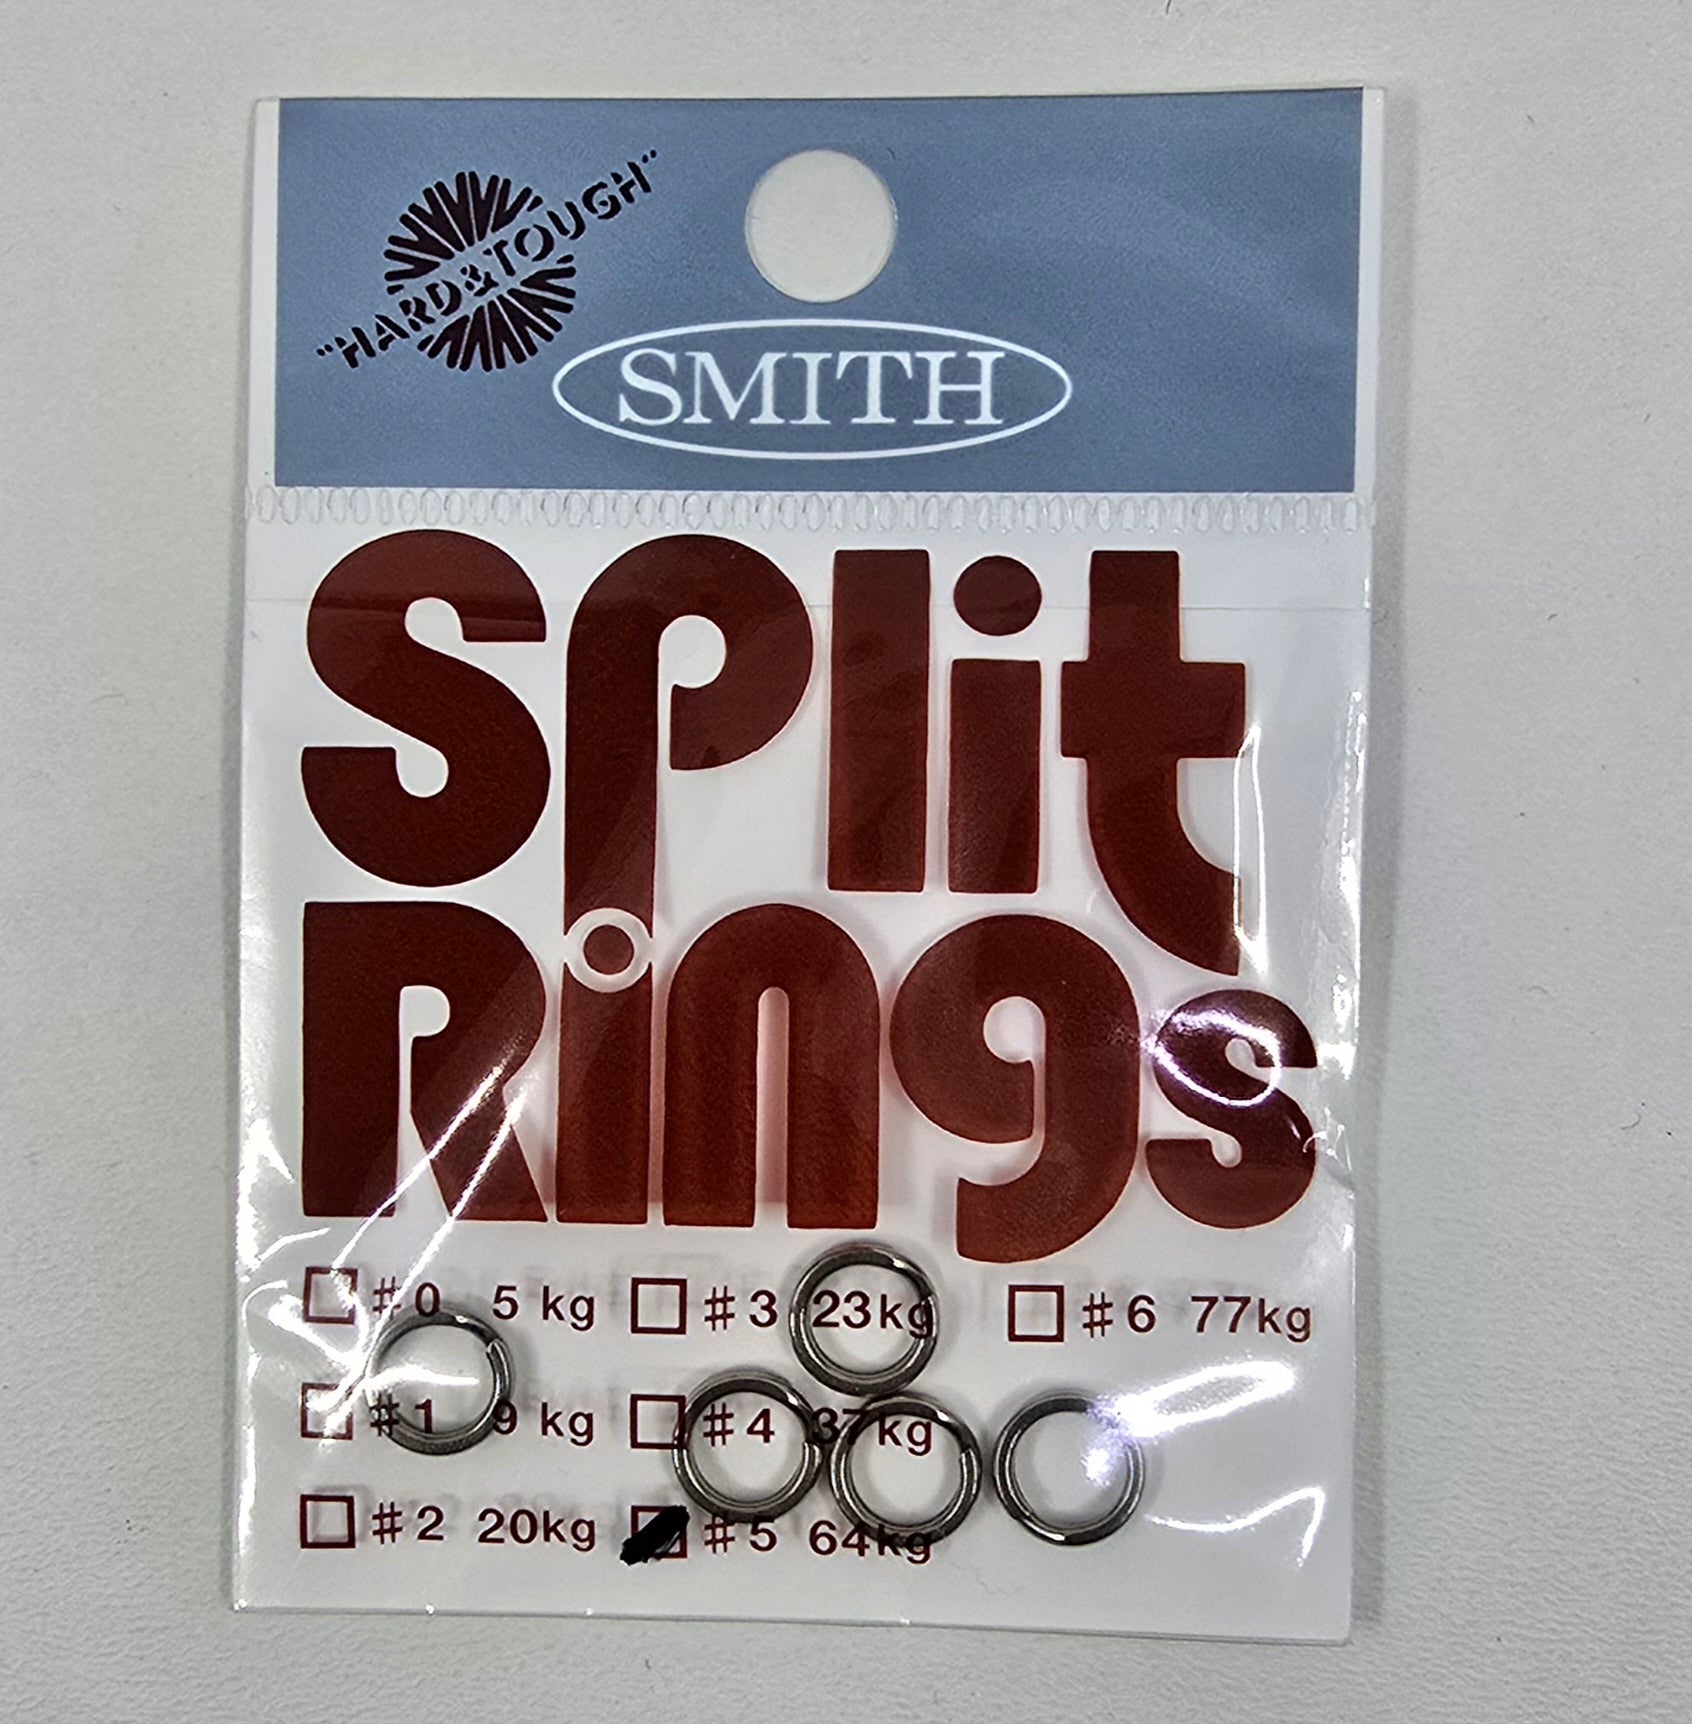 "HARD&TOUGH"
SMITH
Split
Rings
#0 5 kg
#3 23kg
#6 77kg
#1 9 kg
#4 37kg
#2 20kg
#5 64kg